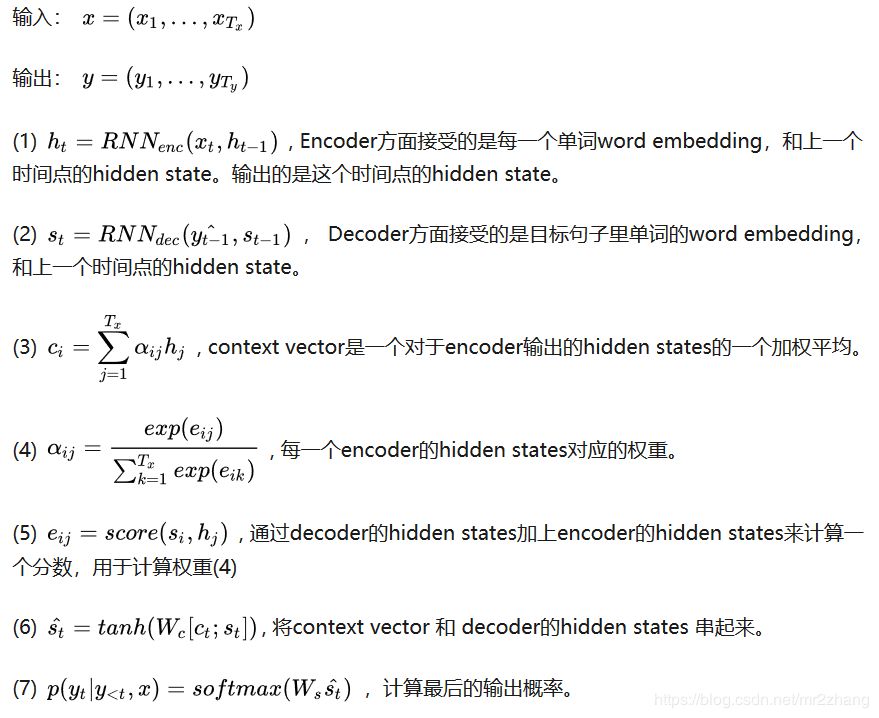 输入： x = (x_1, . . . , x_{T_x})
输出： y = (y_1, . . . , y_{T_y})
(1) h_t = RNN_{enc}(x_t, h_{t-1}) , Encoder方面接受的是每一个单词word embedding，和上一个
时间点的hidden state。输出的是这个时间点的hidden state。
(2) s_t = RNN_{dec}(\hat{y_{t-1}}, s_{t-1}) ， Decoder方面接受的是目标句子里单词的word embedding，
和上一个时间点的hidden state。
(3) c_i = \sum_{j=1}^{T_x} α_{ij}h_j , context vector是一个对于encoder输出的hidden states的一个加权平均。
(4) α_{ij} = \frac{exp(e_{ij})}{\sum_{k=1}^{T_x} exp(e_{ik})} , 每一个encoder的hidden states对应的权重。
(5) e_{ij} = score(s_i, h_j) , 通过decoder的hidden states加上encoder的hidden states来计算一
个分数，用于计算权重(4)
(6) \hat{s_t} = tanh(W_c[c_t; s_t]) , 将context vector 和 decoder的hidden states 串起来。
(7) p(y_t|y_{<t}, x) = softmax(W_s\hat{s_t}) ， 计算最后的输出概率。
https://blog.csdn.net/mr2zhang